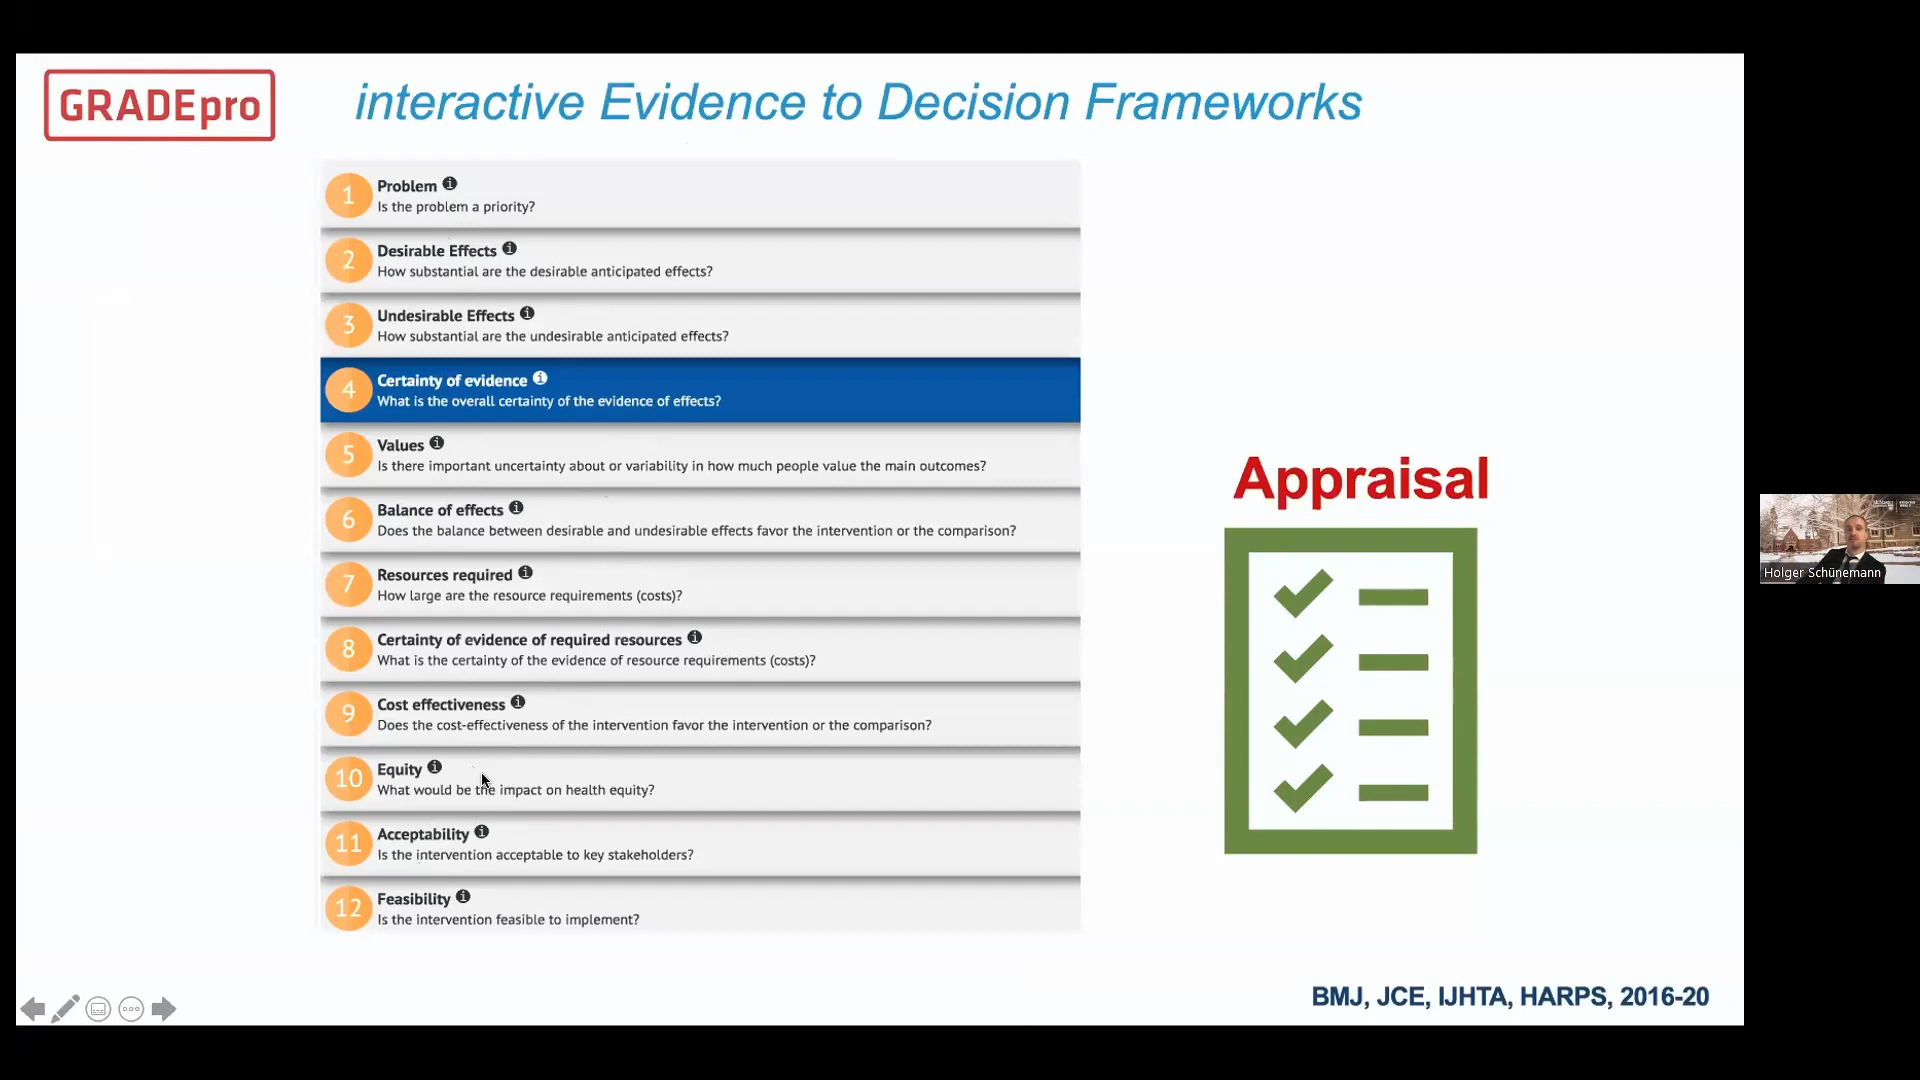 GRADEpro
interactive Evidence to Decision Frameworks
1
Problem
Is the problem a priority?
2
Desirable Effects
How substantial are the desirable anticipated effects?
3
Undesirable Effects
How substantial are the undesirable anticipated effects?
4
Certainty of evidence
What is the overall certainty of the evidence of effects?
5
Values
Is there important uncertainty about or variability in how much people value the main outcomes?
6
Balance of effects
Does the balance between desirable and undesirable effects favor the intervention or the comparison?
7
Resources required
How large are the resource requirements (costs)?
8
Certainty of evidence of required resources
What is the certainty of the evidence of resource requirements (costs)?
9
Cost effectiveness
Does the cost-effectiveness of the intervention favor the intervention or the comparison?
10
Equity
What would be the impact on health equity?
11
Acceptability
Is the intervention acceptable to key stakeholders?
12
Feasibility
Is the intervention feasible to implement?
Appraisal
Holger Schünemann
BMJ, JCE, IJHTA, HARPS, 2016-20